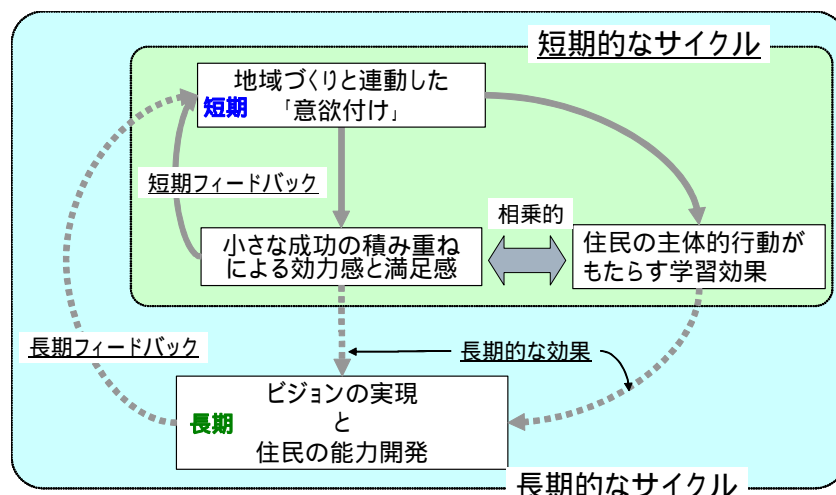 短期的なサイクル
地域づくりと連動した
短期
「意欲付け」
短期フィードバック
相乗的
小さな成功の積み重ね
による効力感と満足感
住民の主体的行動が
もたらす学習効果
長期フィードバック
長期的な効果
ビジョンの実現
と
長期
住民の能力開発
長期的なサイクル